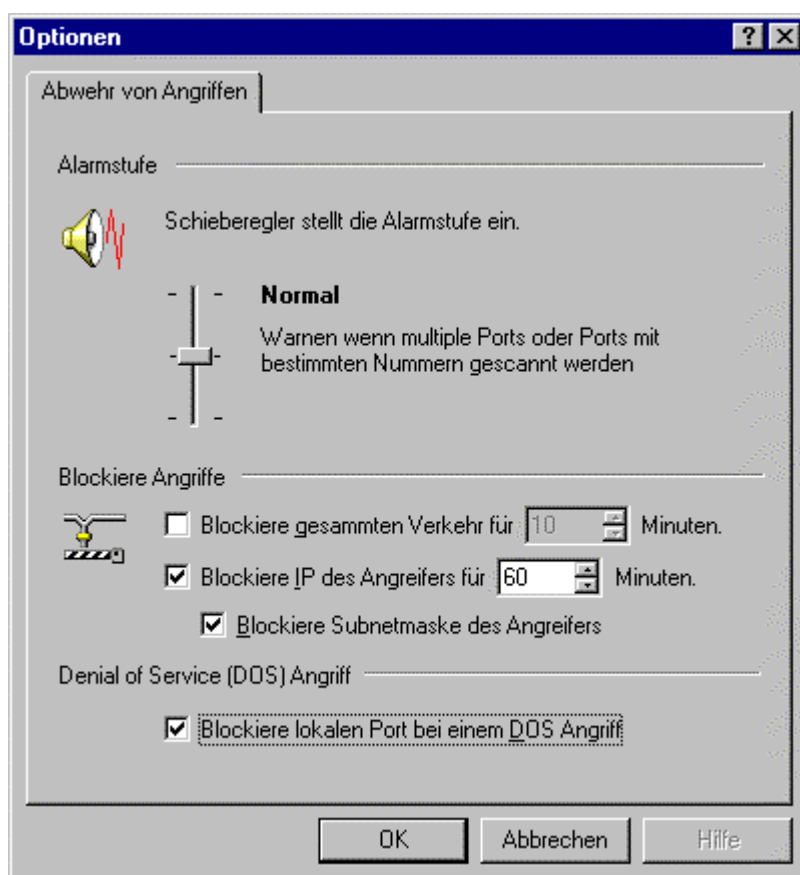 Optionen
Abwehr von Angriffen
Alarmstufe
Schieberegler stellt die Alarmstufe ein.
Normal
Warnen wenn multiple Ports oder Ports mit
bestimmten Nummern gescannt werden
Blockiere Angriffe
Blockiere gesammten Verkehr für 10 Minuten.
Blockiere IP des Angreifers für 60 Minuten.
Blockiere Subnetmaske des Angreifers
Denial of Service (DOS) Angriff
Blockiere lokalen Port bei einem DOS Angriff
OK Abbrechen Hilfe